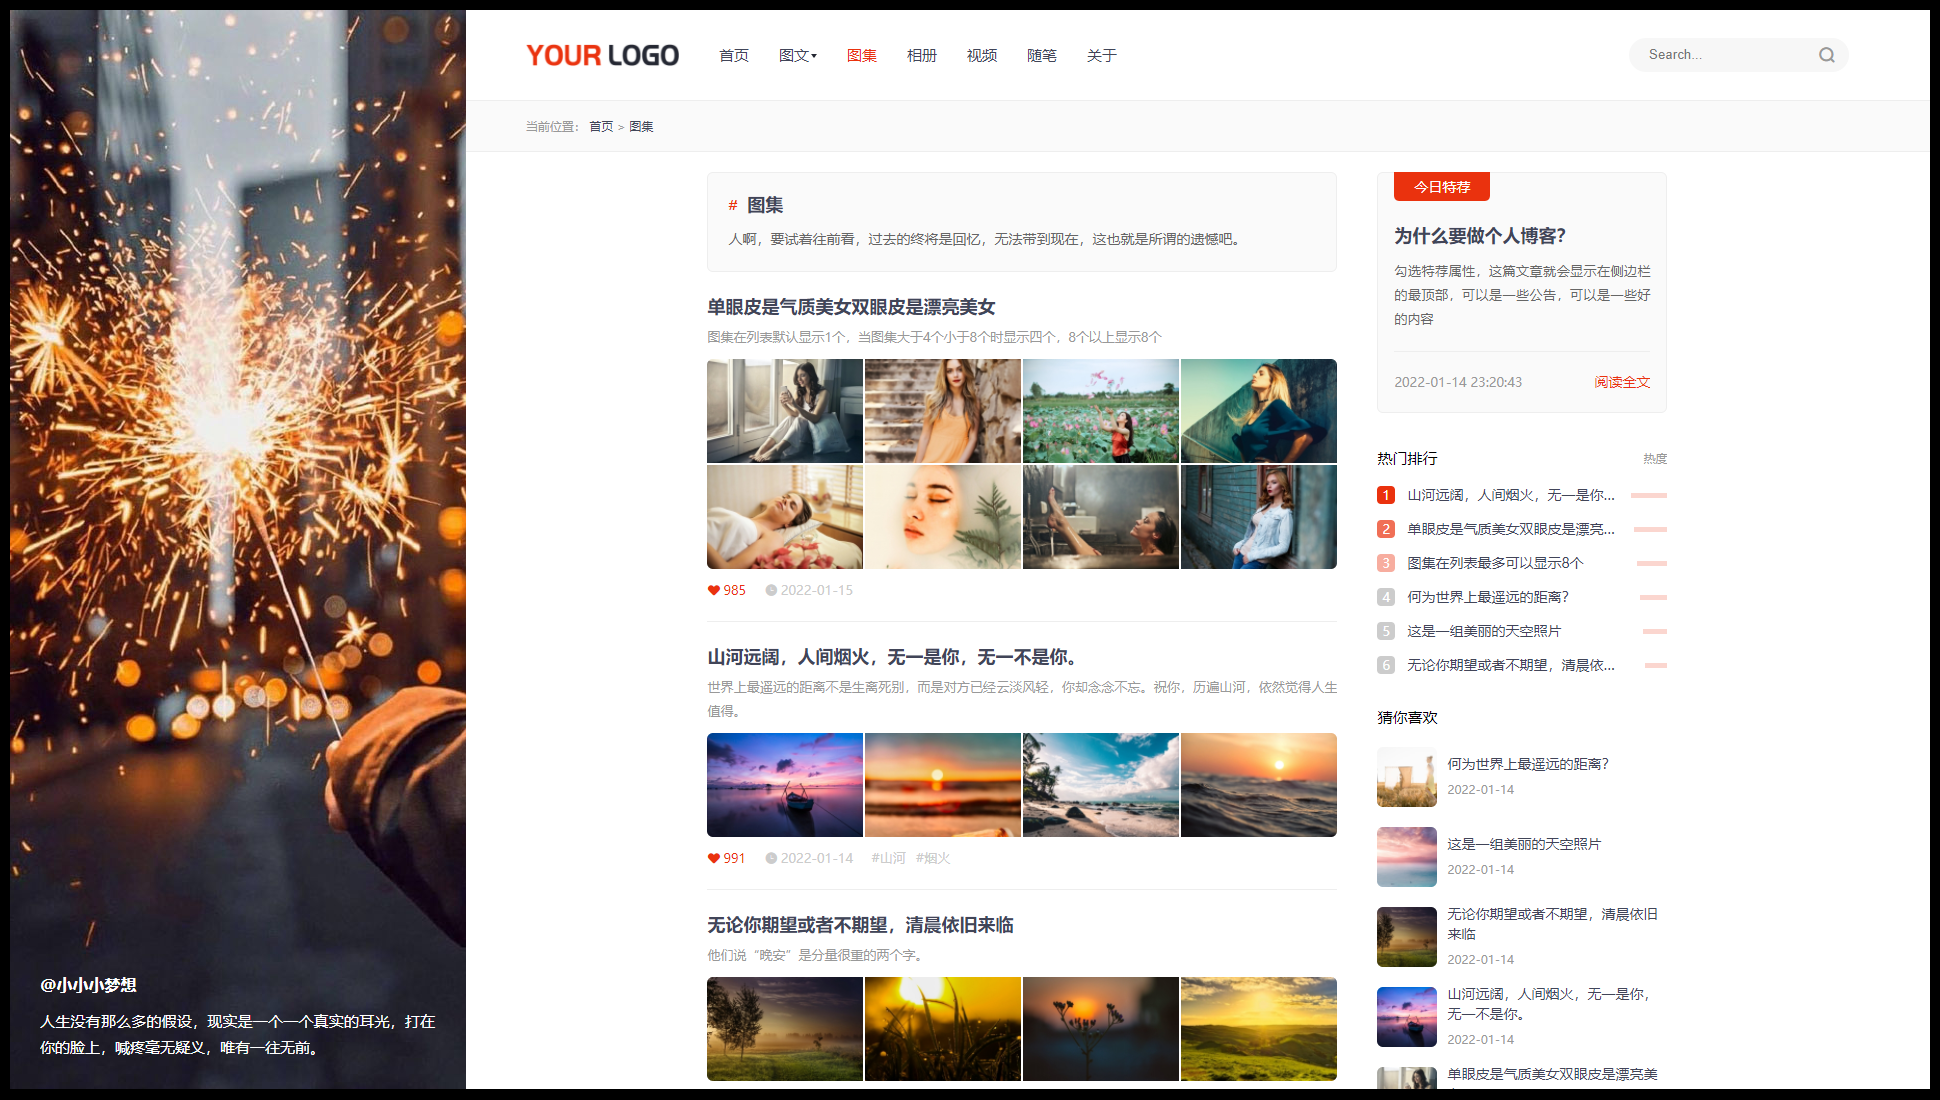 YOUR LOGO
首页 图文 图集 相册 视频 随笔 关于
Search...
当前位置: 首页 > 图集
# 图集
人啊，要试着往前看，过去的终将是回忆，无法带到现在，这也就是所谓的遗憾吧。
单眼皮是气质美女双眼皮是漂亮美女
图集在列表默认显示1个，当图集大于4个小于8个时显示四个，8个以上显示8个
985 2022-01-15
山河远阔，人间烟火，无一是你，无一不是你。
世界上最遥远的距离不是生离死别，而是对方已经云淡风轻，你却念念不忘。祝你，历遍山河，依然觉得人生
值得。
991 2022-01-14 #山河 #烟火
无论你期望或者不期望，清晨依旧来临
他们说“晚安”是分量很重的两个字。
今日特荐
为什么要做个人博客？
勾选特荐属性，这篇文章就会显示在侧边栏
的最顶部，可以是一些公告，可以是一些好
的内容
2022-01-14 23:20:43 阅读全文
热门排行 热度
1 山河远阔，人间烟火，无一是你...
2 单眼皮是气质美女双眼皮是漂亮...
3 图集在列表最多可以显示8个
4 何为世界上最遥远的距离？
5 这是一组美丽的天空照片
6 无论你期望或者不期望，清晨依...
猜你喜欢
何为世界上最遥远的距离？
2022-01-14
这是一组美丽的天空照片
2022-01-14
无论你期望或者不期望，清晨依旧
来临
2022-01-14
山河远阔，人间烟火，无一是你，
无一不是你。
2022-01-14
单眼皮是气质美女双眼皮是漂亮美
@小小小梦想
人生没有那么多的假设，现实是一个一个真实的耳光，打在
你的脸上，喊疼毫无疑义，唯有一往无前。